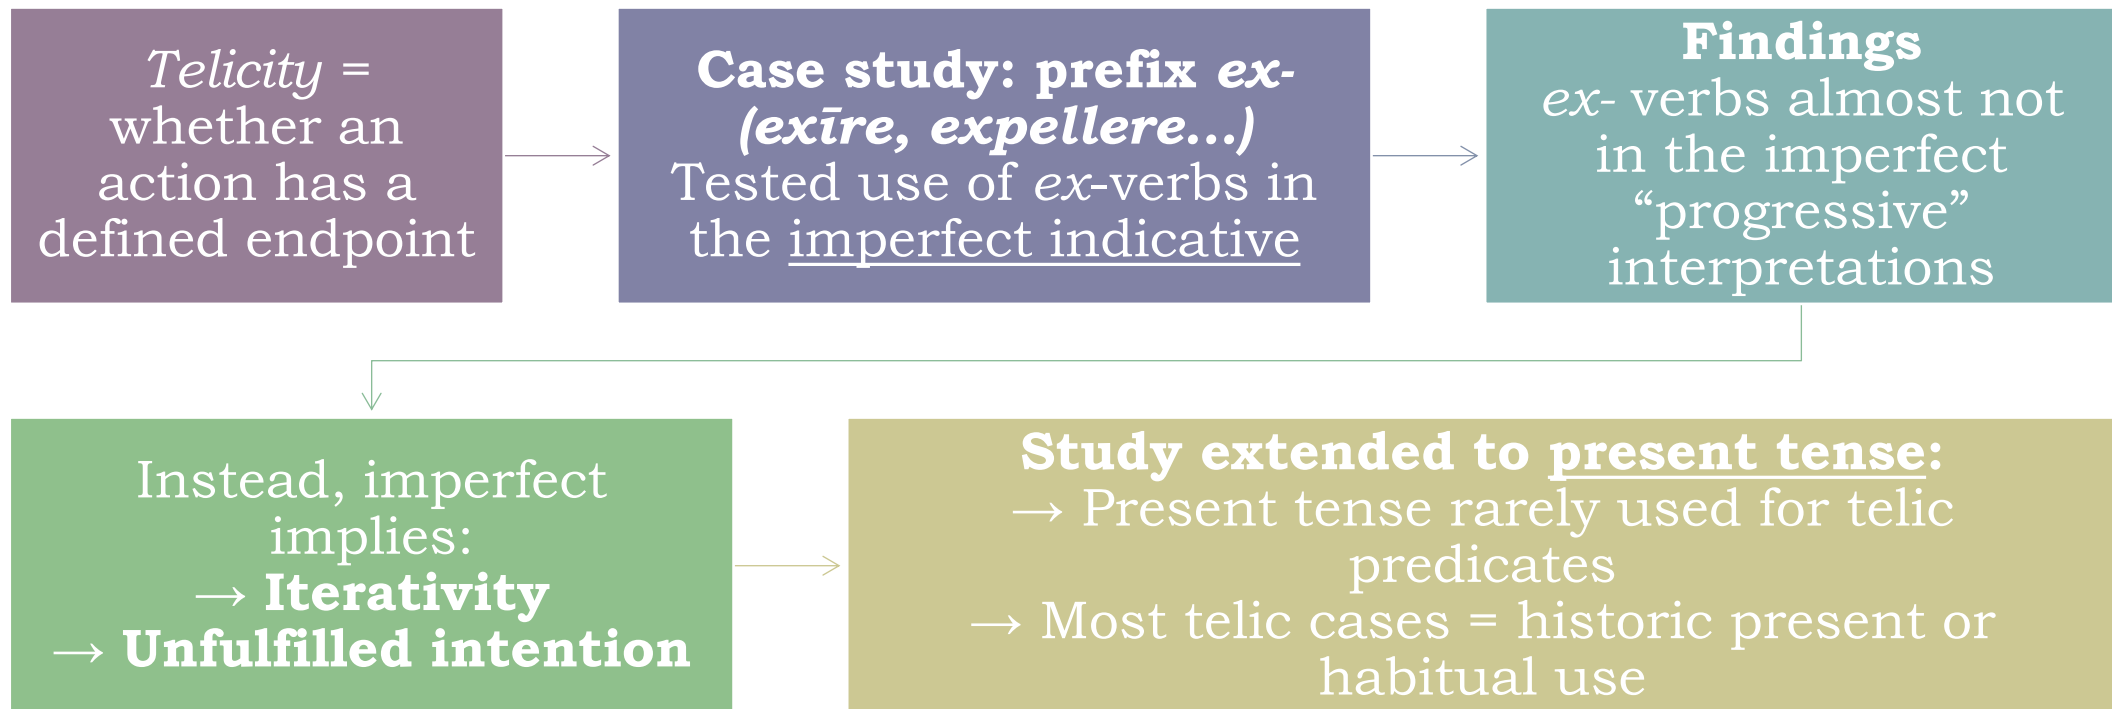 Telicity =
whether an
action has a
defined endpoint
Case study: prefix ex-
(exīre, expellere…)
Tested use of ex-verbs in
the imperfect indicative
Findings
ex- verbs almost not
in the imperfect
“progressive”
interpretations
Instead, imperfect
implies:
→ Iterativity
→ Unfulfilled intention
Study extended to present tense:
→ Present tense rarely used for telic
predicates
→ Most telic cases = historic present or
habitual use